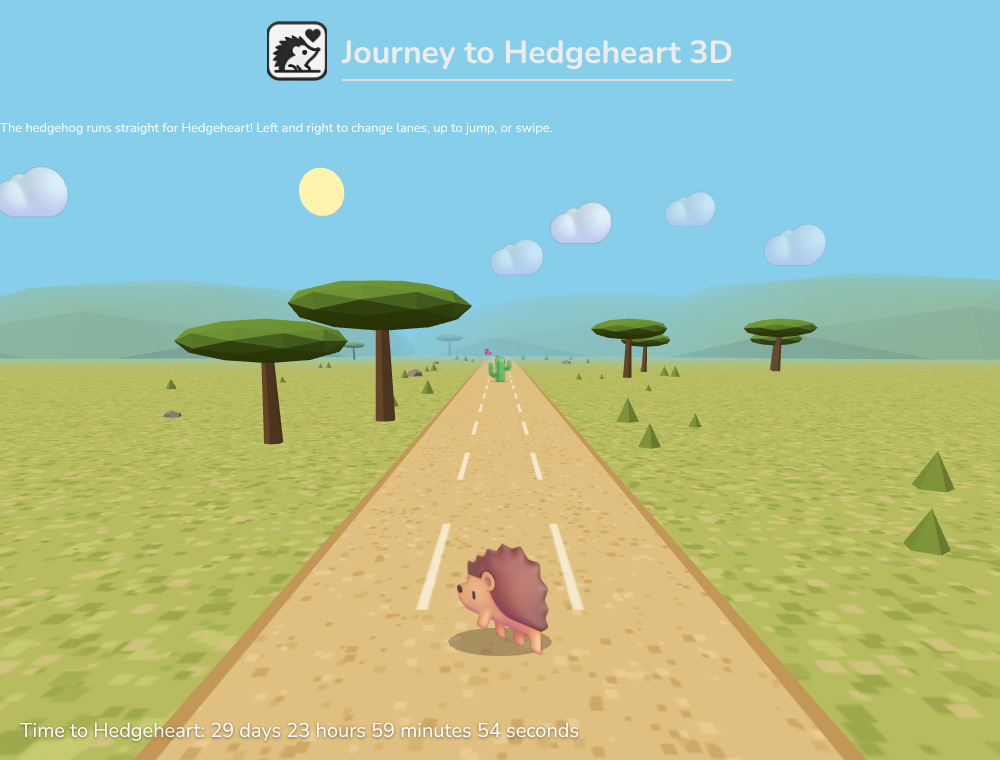 Journey to Hedgeheart 3D
The hedgehog runs straight for Hedgeheart! Left and right to change lanes, up to jump, or swipe.
Time to Hedgeheart: 29 days 23 hours 59 minutes 54 seconds